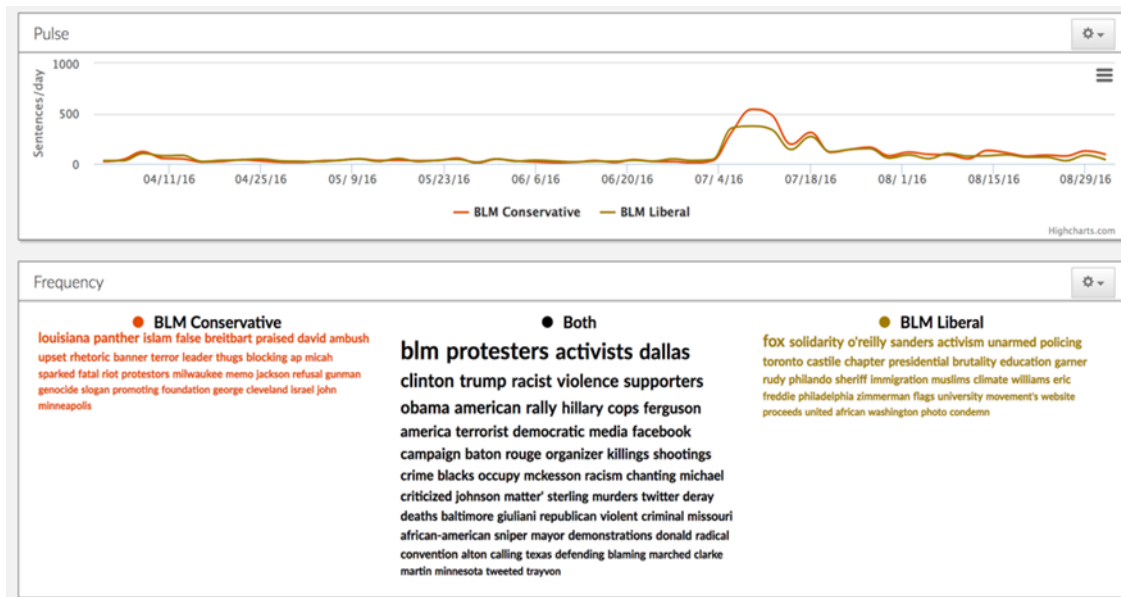 Pulse
1000
500
0
Sentences/day
04/11/16 04/25/16 05/ 9/16 05/23/16 06/ 6/16 06/20/16 07/ 4/16 07/18/16 08/ 1/16 08/15/16 08/29/16
BLM Conservative BLM Liberal
Highcharts.com
Frequency
BLM Conservative
louisiana panther islam false breitbart praised david ambush
upset rhetoric banner terror leader thugs blocking ap micah
sparked fatal riot protestors milwaukee memo jackson refusal gunman
genocide slogan promoting foundation george cleveland israel john
minneapolis
Both
blm protesters activists dallas
clinton trump racist violence supporters
obama american rally hillary cops ferguson
america terrorist democratic media facebook
campaign baton rouge organizer killings shootings
crime blacks occupy mckesson racism chanting michael
criticized johnson matter' sterling murders twitter deray
deaths baltimore giuliani republican violent criminal missouri
african-american sniper mayor demonstrations donald radical
convention alton calling texas defending blaming marched clarke
martin minnesota tweeted trayvon
BLM Liberal
fox solidarity o'reilly sanders activism unarmed policing
toronto castile chapter presidential brutality education garner
rudy philando sheriff immigration muslims climate williams eric
freddie philadelphia zimmerman flags university movement's website
proceeds united african washington photo condemn